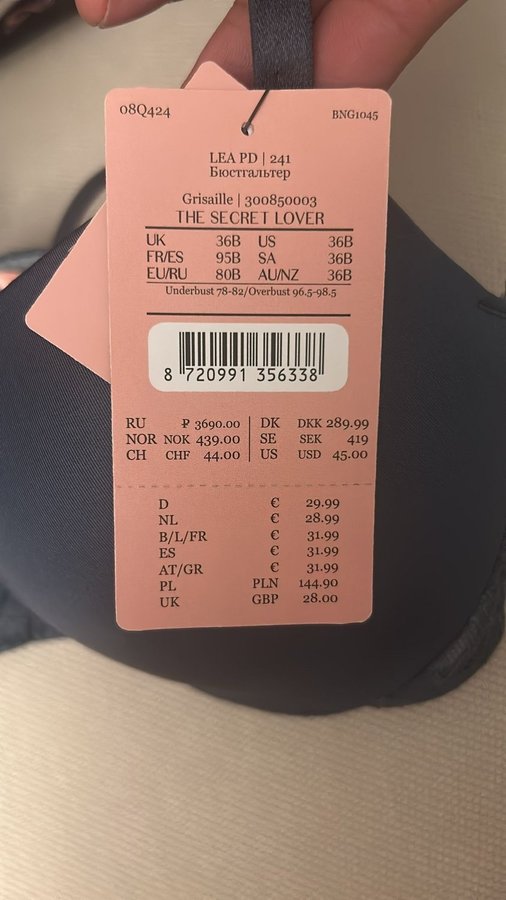 08Q424 BNG1045
LEA PD | 241
Бюстгальтер
Grisaille | 300850003
THE SECRET LOVER
UK 36B US 36B
FR/ES 95B SA 36B
EU/RU 80B AU/NZ 36B
Underbust 78-82/Overbust 96.5-98.5
8 720991 356338
RU ₽ 3690.00 DK DKK 289.99
NOR NOK 439.00 SE SEK 419
CH CHF 44.00 US USD 45.00
D € 29.99
NL € 28.99
B/L/FR € 31.99
ES € 31.99
AT/GR € 31.99
PL PLN 144.90
UK GBP 28.00